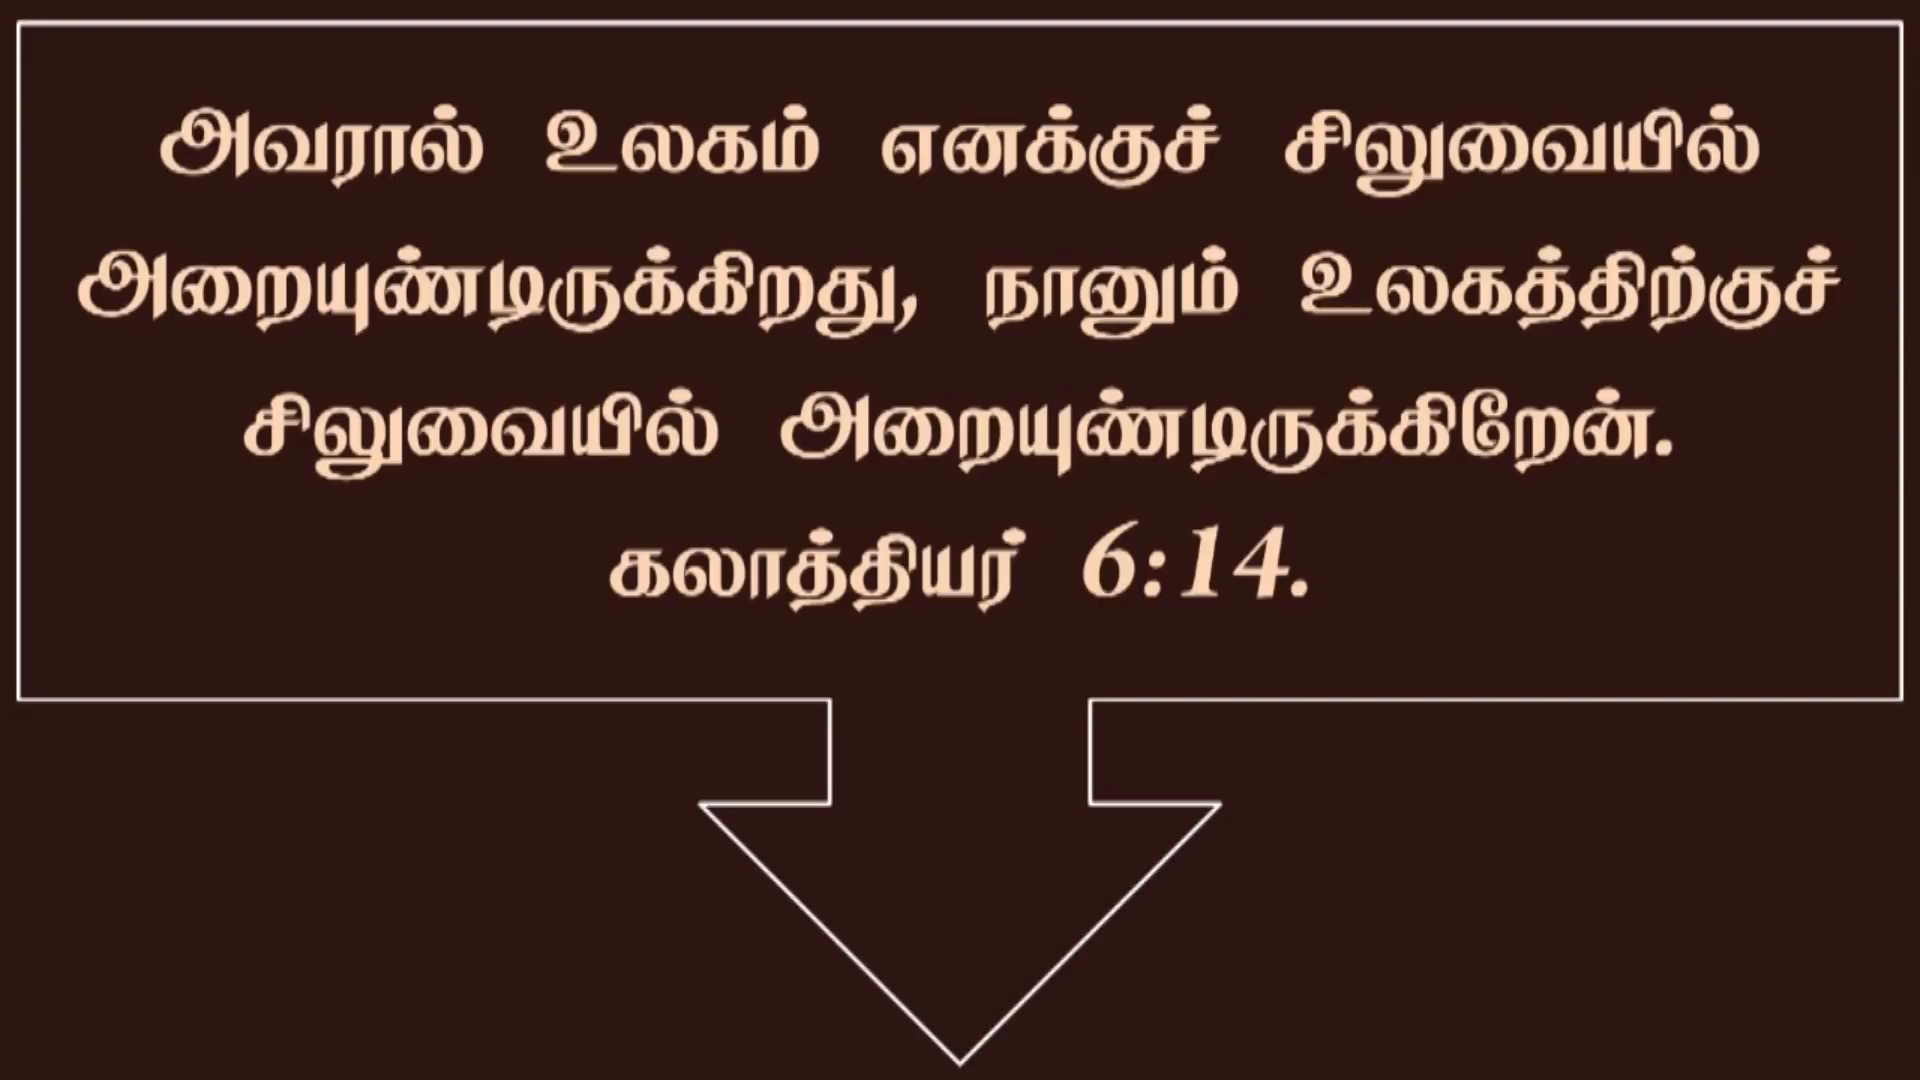 அவரால் உலகம் எனக்குச் சிலுவையில்
அறையுண்டிருக்கிறது, நானும் உலகத்திற்குச்
சிலுவையில் அறையுண்டிருக்கிறேன்.
கலாத்தியர் 6:14.